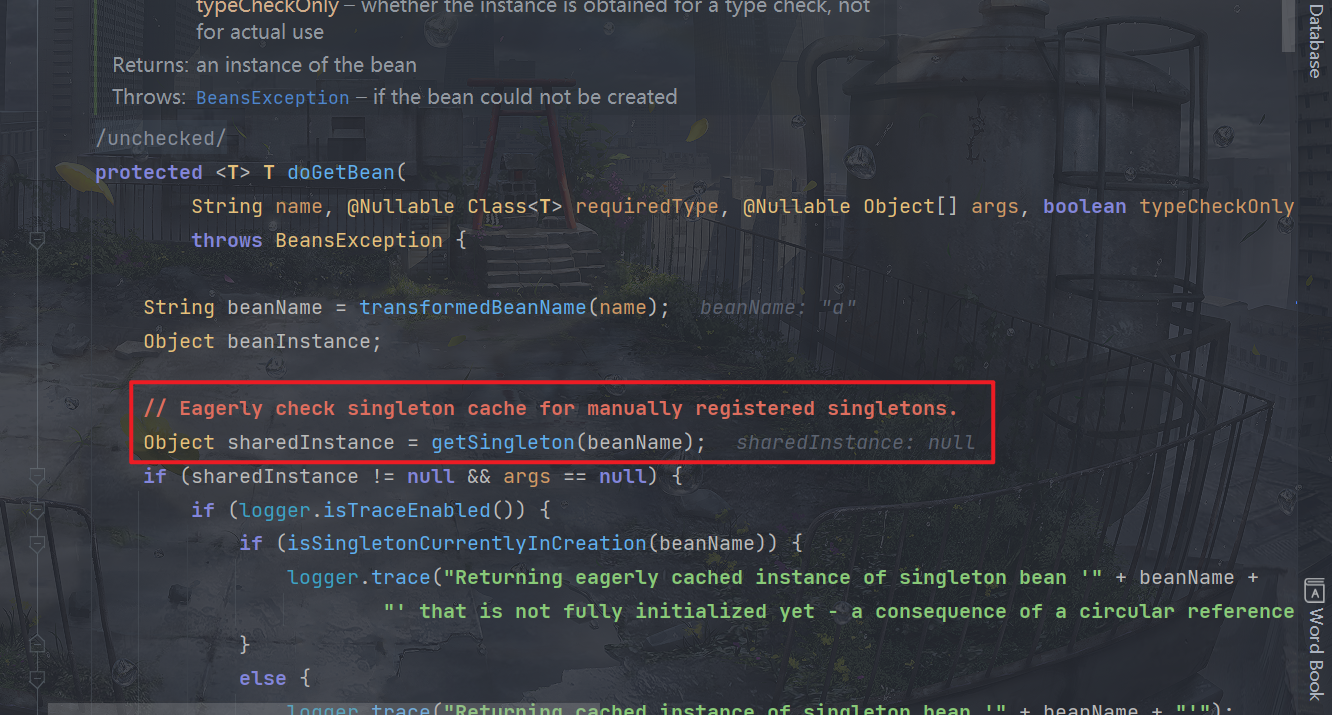 typeCheckOnly – whether the instance is obtained for a type check, not
for actual use
Returns: an instance of the bean
Throws: BeansException – if the bean could not be created
/unchecked/
protected <T> T doGetBean(
String name, @Nullable Class<T> requiredType, @Nullable Object[] args, boolean typeCheckOnly
throws BeansException {
String beanName = transformedBeanName(name);   beanName: "a"
Object beanInstance;
// Eagerly check singleton cache for manually registered singletons.
Object sharedInstance = getSingleton(beanName);   sharedInstance: null
if (sharedInstance != null && args == null) {
if (logger.isTraceEnabled()) {
if (isSingletonCurrentlyInCreation(beanName)) {
logger.trace("Returning eagerly cached instance of singleton bean '" + beanName +
"' that is not fully initialized yet - a consequence of a circular reference
}
else {
logger.trace("Returning cached instance of singleton bean '" + beanName + "'");
Database
A
Word Book